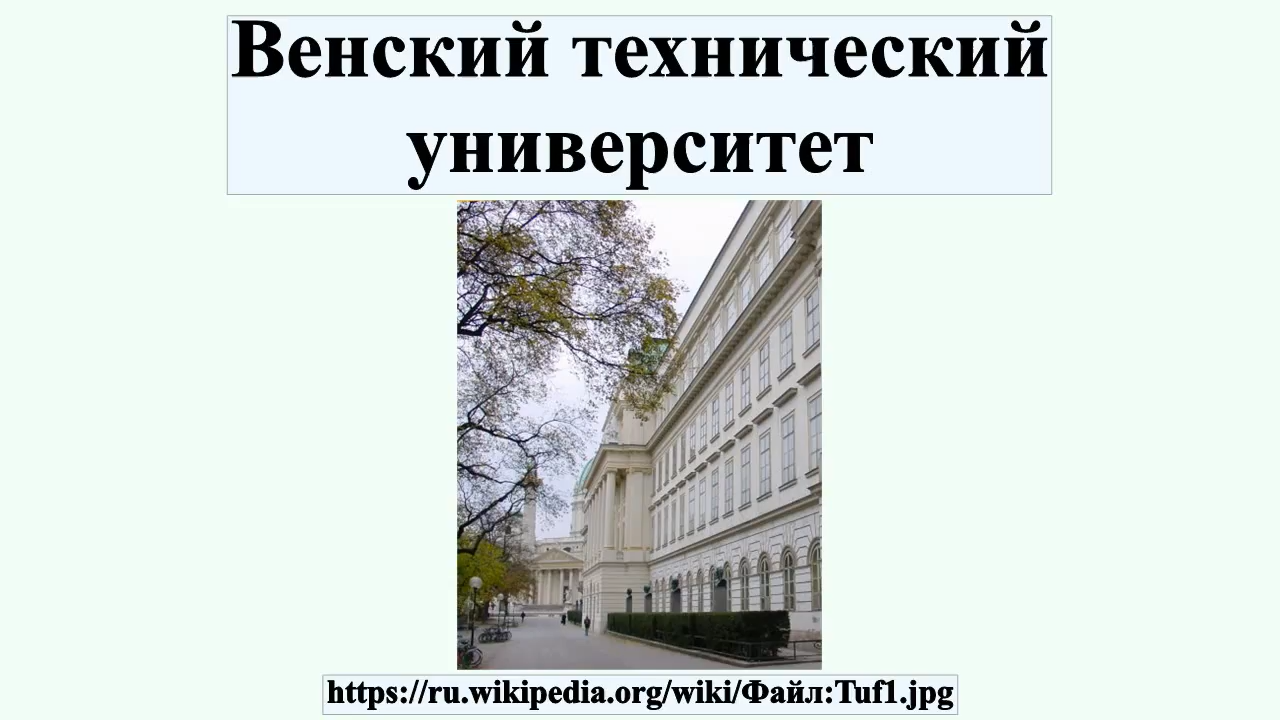 Венский технический
университет
https://ru.wikipedia.org/wiki/Файл:Tuf1.jpg